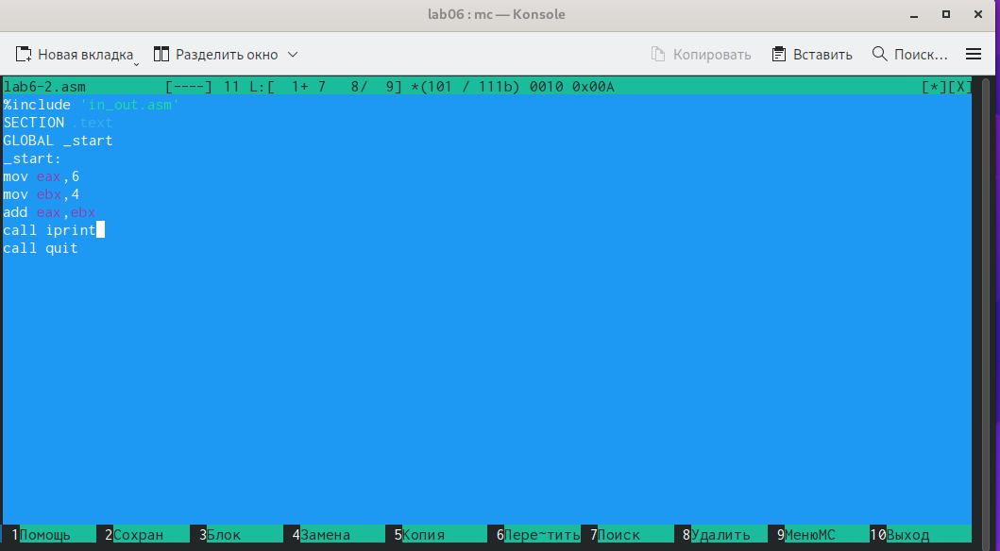 lab06 : mc — Konsole
Новая вкладка Разделить окно Копировать Вставить Поиск...
lab6-2.asm [----] 11 L:[ 1+ 7 8/ 9] *(101 / 111b) 0010 0x00A [*][X]
%include 'in_out.asm'
SECTION .text
GLOBAL _start
_start:
mov eax,6
mov ebx,4
add eax,ebx
call iprint
call quit
1Помощь 2Сохран 3Блок 4Замена 5Копия 6Пере~тить 7Поиск 8Удалить 9МенюМС 10Выход